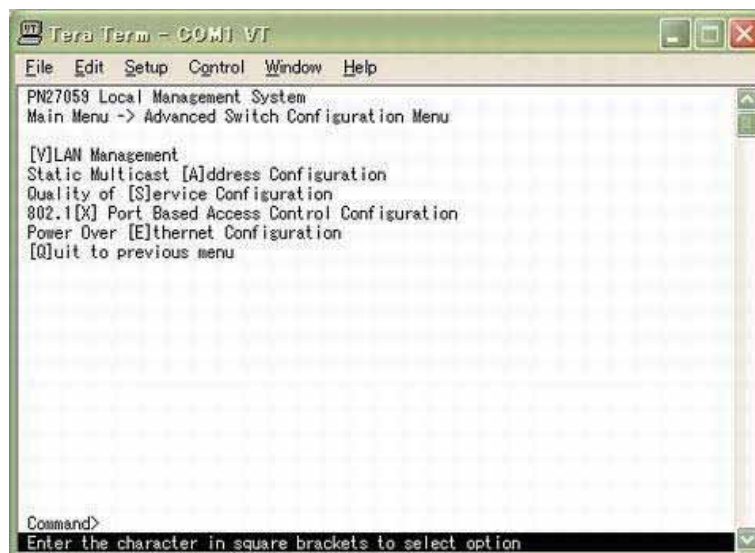 Tera Term - COM1 VT
File Edit Setup Control Window Help
PN27059 Local Management System
Main Menu -> Advanced Switch Configuration Menu
[V]LAN Management
Static Multicast [A]ddress Configuration
Quality of [S]ervice Configuration
802.1[X] Port Based Access Control Configuration
Power Over [E]thernet Configuration
[Q]uit to previous menu
Command>
Enter the character in square brackets to select option